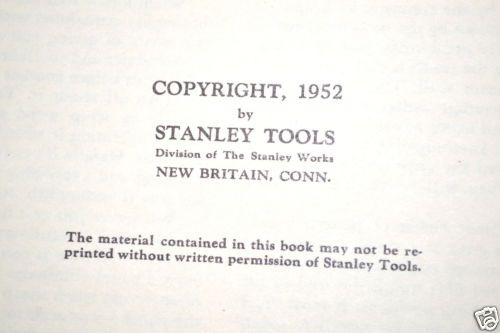 COPYRIGHT, 1952
by
STANLEY TOOLS
Division of The Stanley Works
NEW BRITAIN, CONN.
The material contained in this book may not be re-
printed without written permission of Stanley Tools.